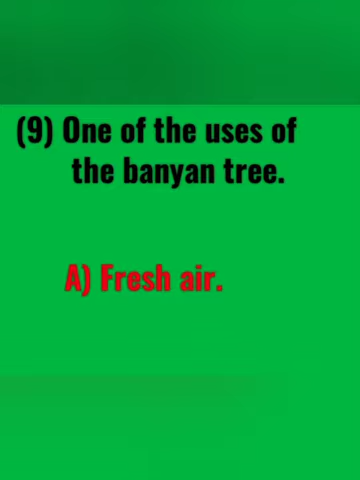 (9) One of the uses of
the banyan tree.
A) Fresh air.